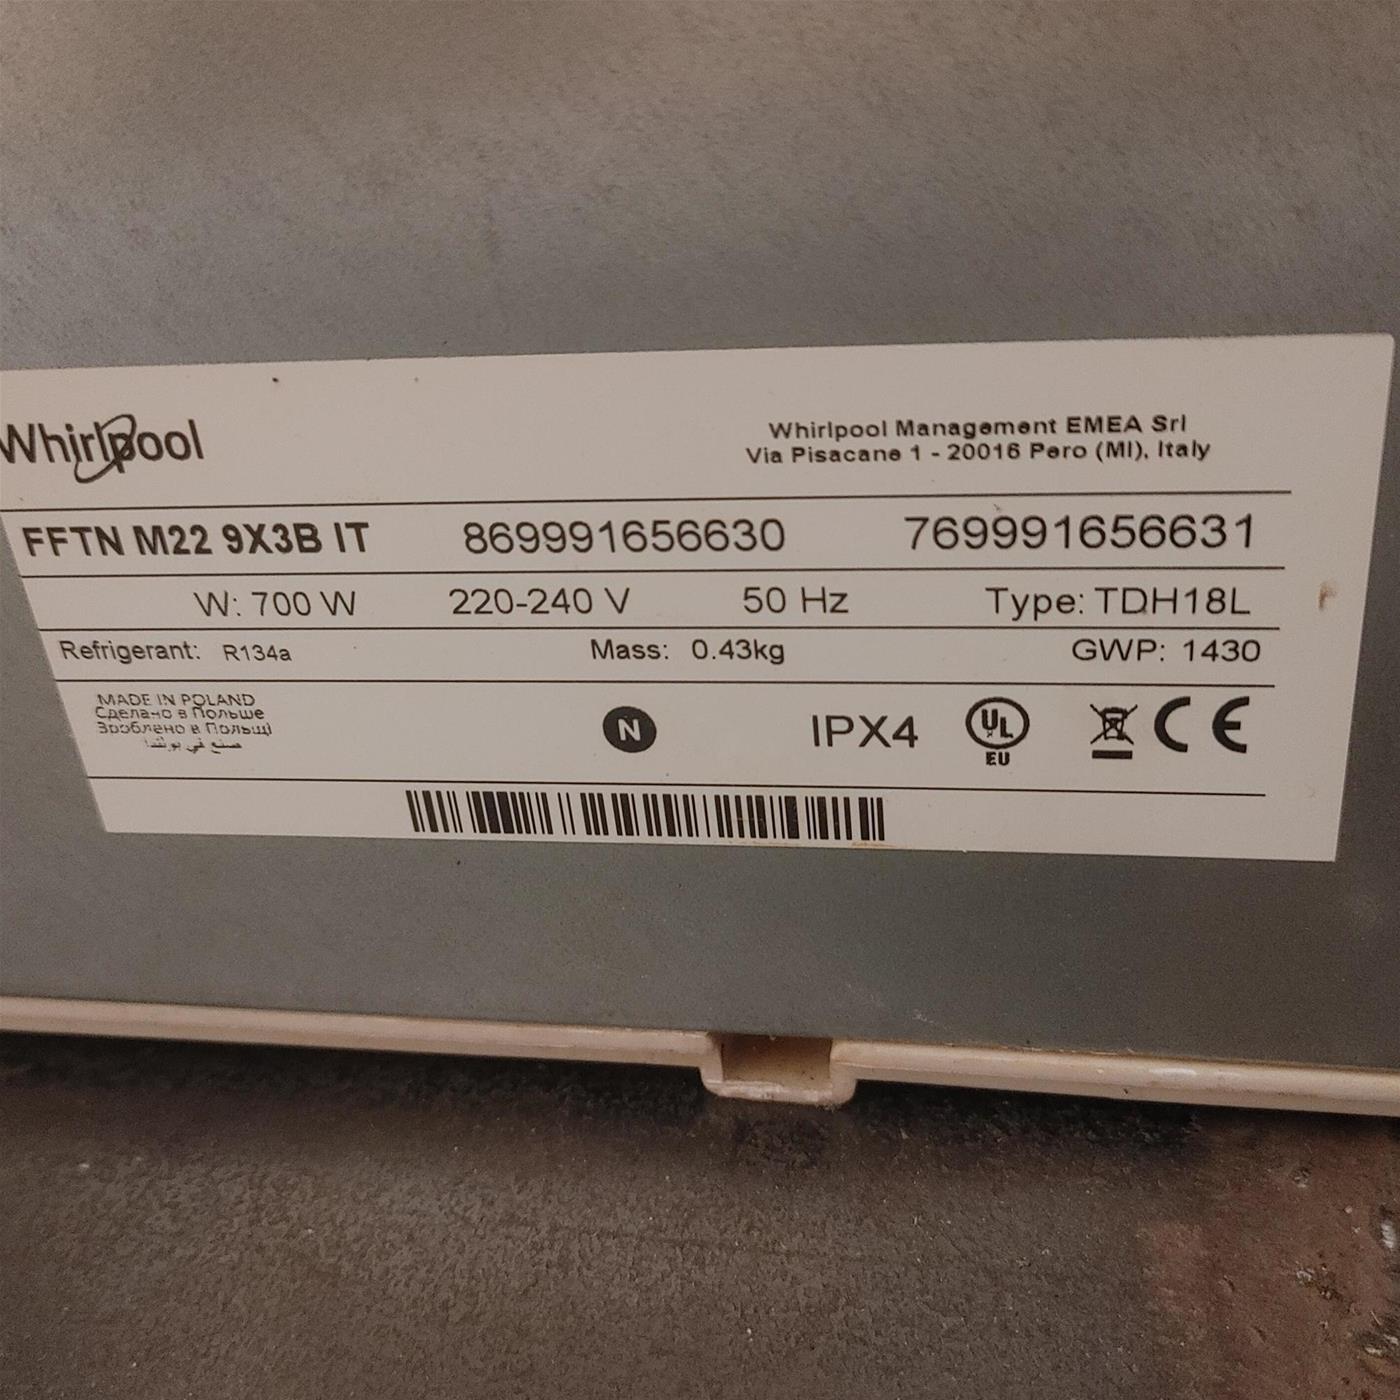 Whirlpool
Whirlpool Management EMEA Srl
Via Pisacane 1 - 20016 Pero (MI), Italy
FFTN M22 9X3B IT 869991656630 769991656631
W: 700 W 220-240 V 50 Hz Type: TDH18L
Refrigerant: R134a Mass: 0.43kg GWP: 1430
MADE IN POLAND
Сделано в Польше
Зроблено в Польщі
صنع في بولندا
N IPX4 UL CE
EU